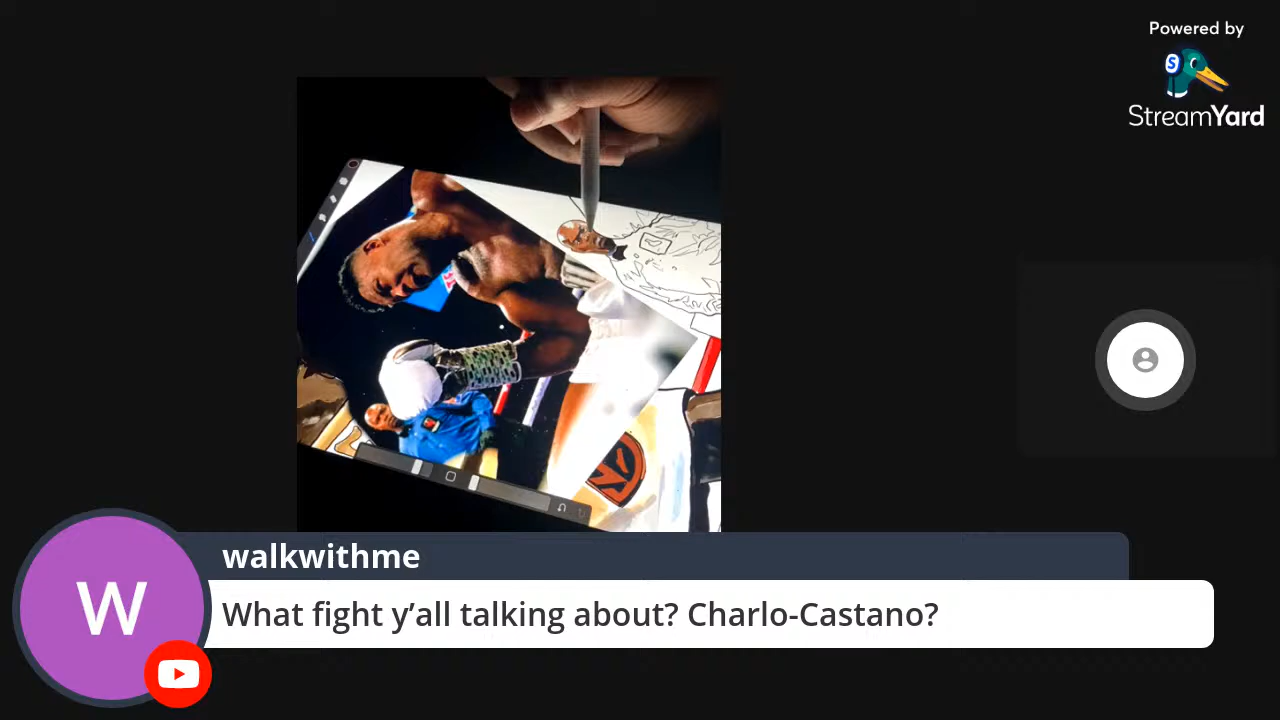 Powered by
S
StreamYard
walkwithme
W
What fight y’all talking about? Charlo-Castano?